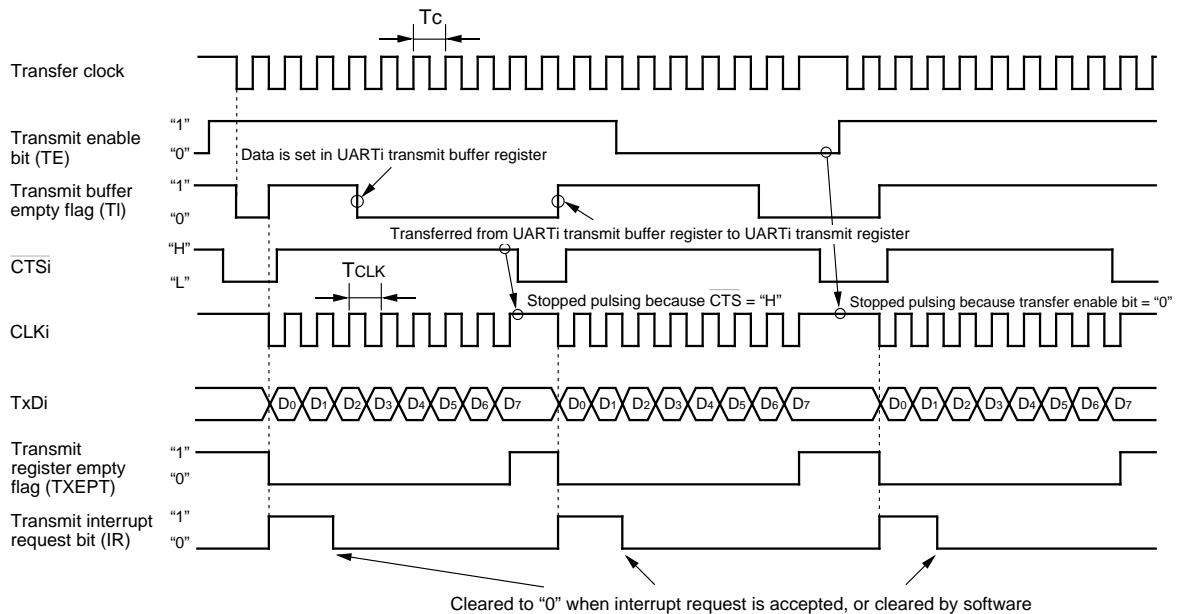 Tc
Transfer clock
Transmit enable
bit (TE)
“1”
“0”
Data is set in UARTi transmit buffer register
Transmit buffer
empty flag (TI)
“1”
“0”
Transferred from UARTi transmit buffer register to UARTi transmit register
CTSi
“H”
“L”
TCLK
Stopped pulsing because CTS = “H”
Stopped pulsing because transfer enable bit = “0”
CLKi
TxDi
D0 D1 D2 D3 D4 D5 D6 D7 D0 D1 D2 D3 D4 D5 D6 D7 D0 D1 D2 D3 D4 D5 D6 D7
Transmit
register empty
flag (TXEPT)
“1”
“0”
Transmit interrupt
request bit (IR)
“1”
“0”
Cleared to “0” when interrupt request is accepted, or cleared by software